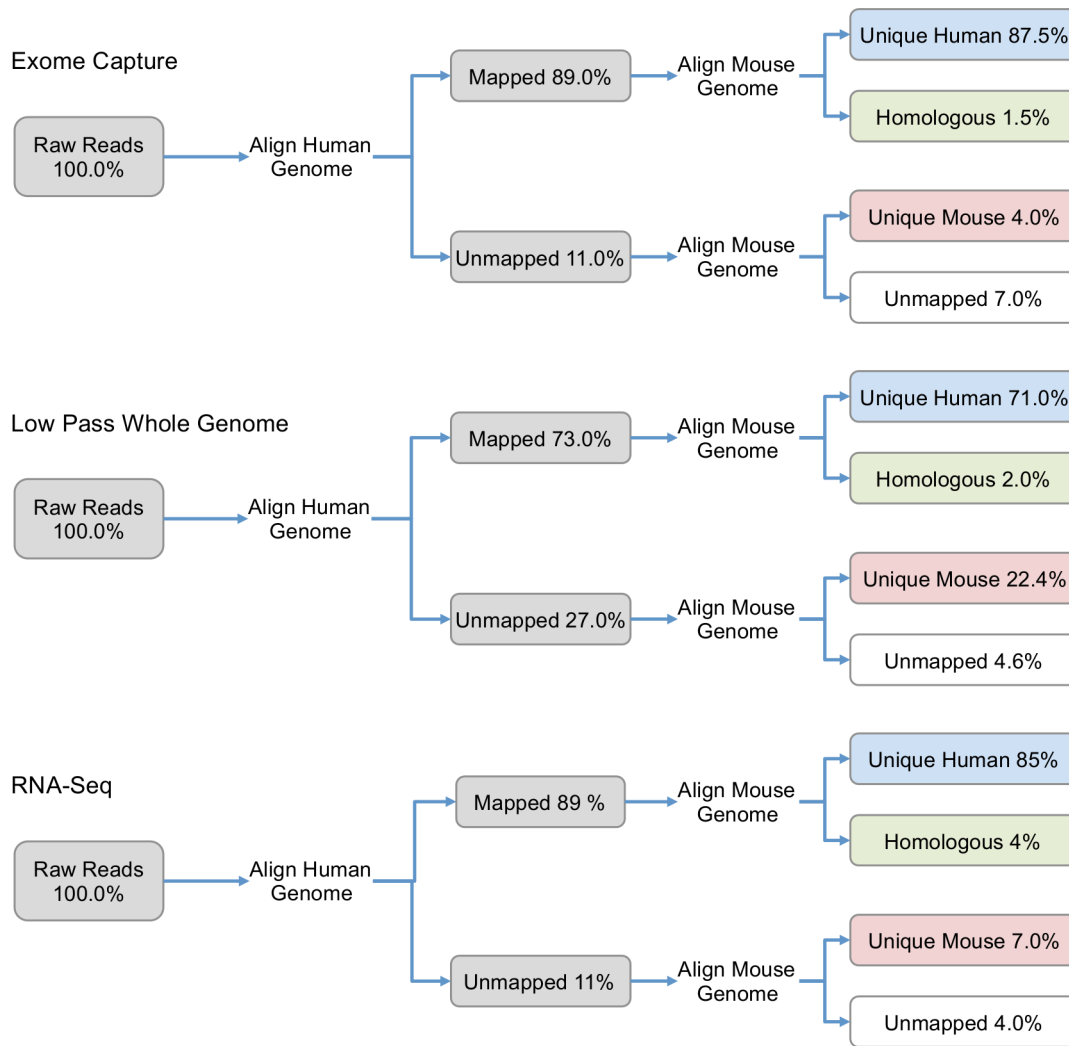 Exome Capture
Raw Reads
100.0%
Align Human
Genome
Mapped 89.0%
Align Mouse
Genome
Unique Human 87.5%
Homologous 1.5%
Unmapped 11.0%
Align Mouse
Genome
Unique Mouse 4.0%
Unmapped 7.0%
Low Pass Whole Genome
Raw Reads
100.0%
Align Human
Genome
Mapped 73.0%
Align Mouse
Genome
Unique Human 71.0%
Homologous 2.0%
Unmapped 27.0%
Align Mouse
Genome
Unique Mouse 22.4%
Unmapped 4.6%
RNA-Seq
Raw Reads
100.0%
Align Human
Genome
Mapped 89 %
Align Mouse
Genome
Unique Human 85%
Homologous 4%
Unmapped 11%
Align Mouse
Genome
Unique Mouse 7.0%
Unmapped 4.0%